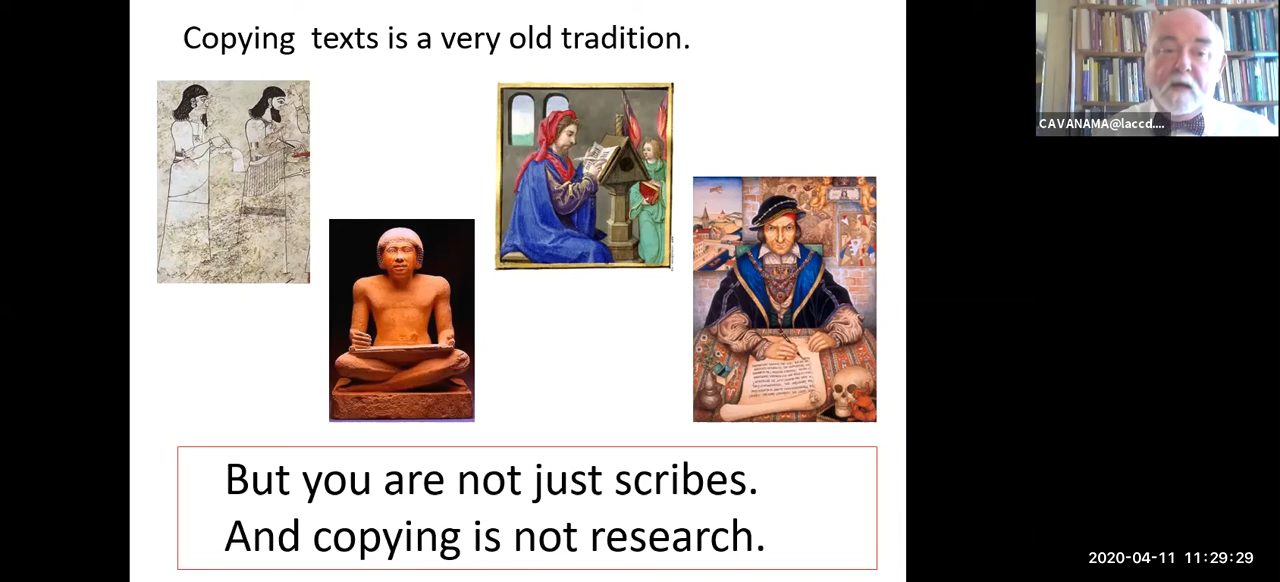 Copying texts is a very old tradition.
CAVANAMA@laccd....
But you are not just scribes.
And copying is not research.
2020-04-11 11:29:29